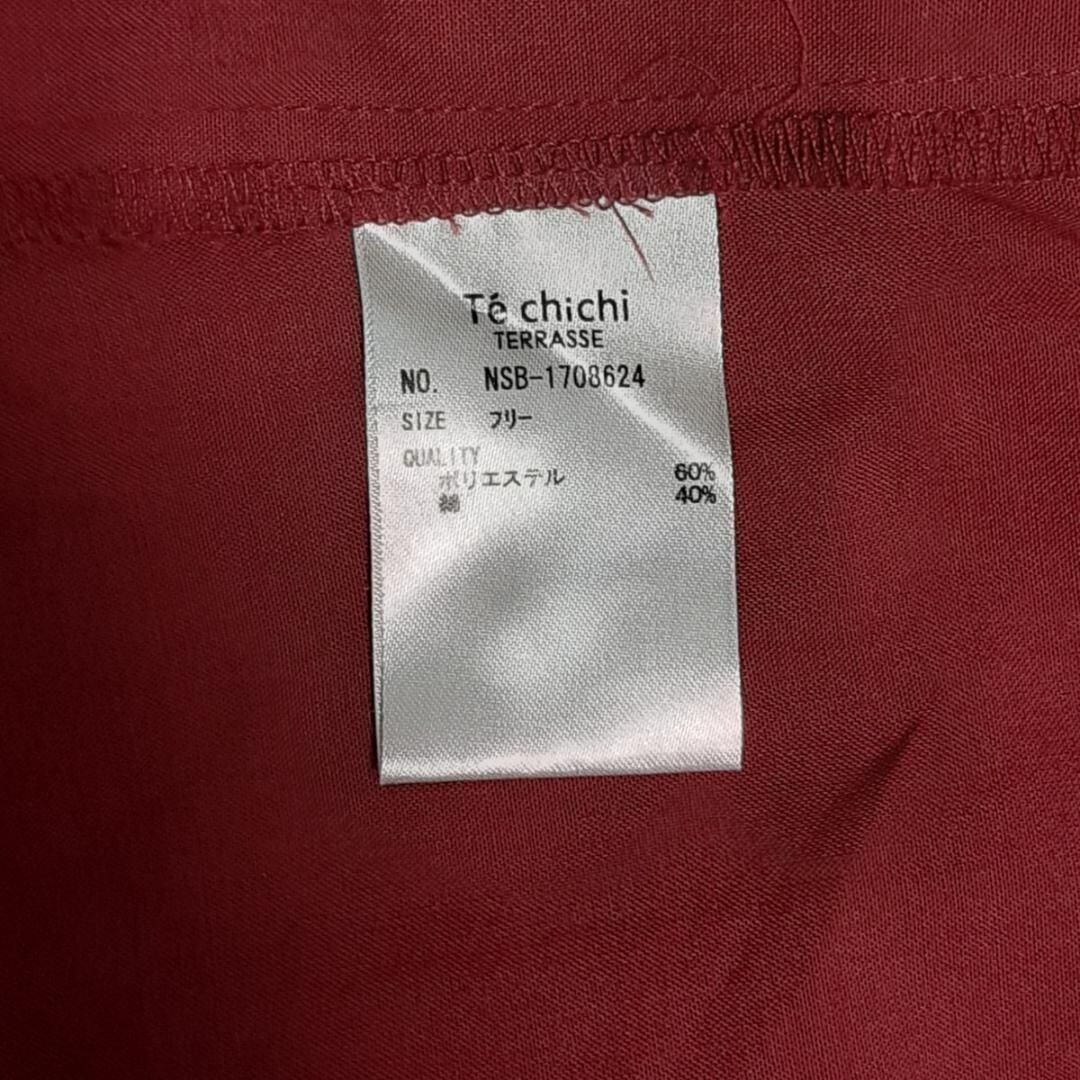 Té chichi
TERRASSE
NO. NSB-1708624
SIZE フリー
QUALITY
ポリエステル 60%
綿 40%